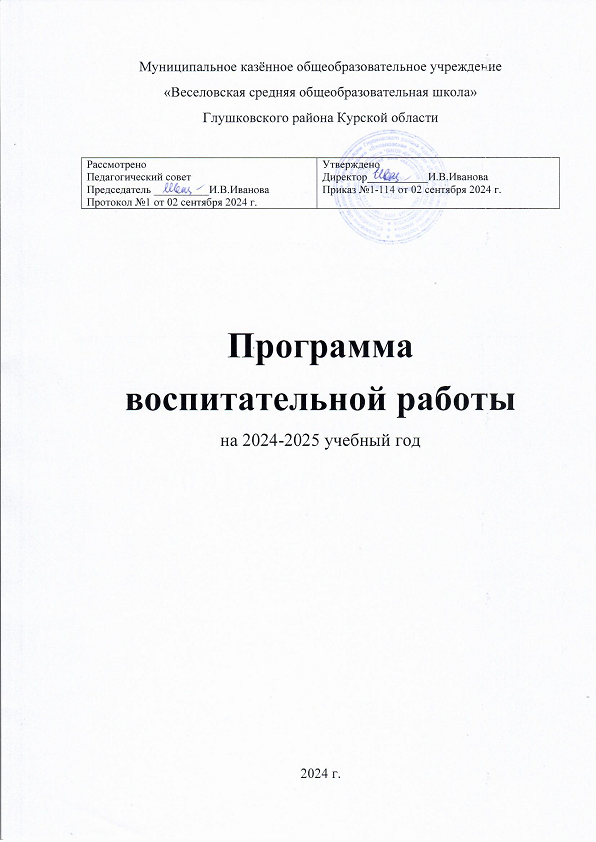 Муниципальное казённое общеобразовательное учреждение
«Веселовская средняя общеобразовательная школа»
Глушковского района Курской области
Рассмотрено
Педагогический совет
Председатель __________И.В.Иванова
Протокол №1 от 02 сентября 2024 г.
Утверждено
Директор___________И.В.Иванова
Приказ №1-114 от 02 сентября 2024 г.
Программа
воспитательной работы
на 2024-2025 учебный год
2024 г.